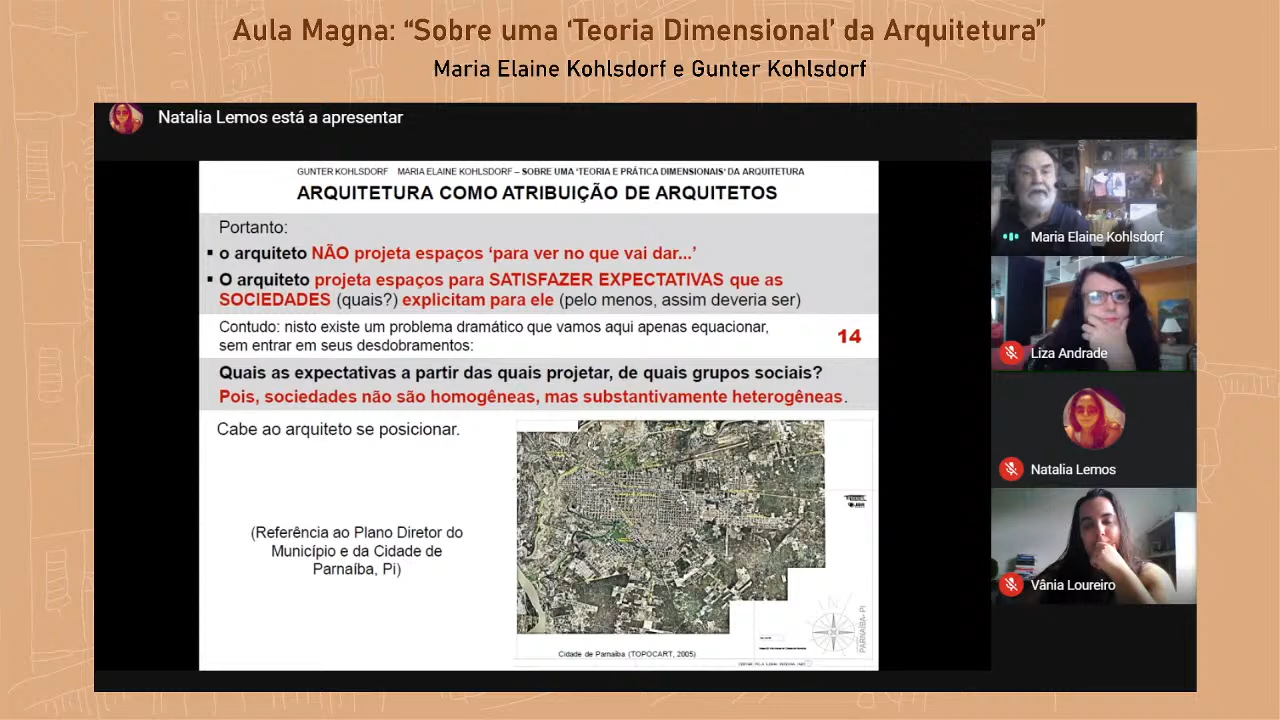 Aula Magna: “Sobre uma ‘Teoria Dimensional’ da Arquitetura”
Maria Elaine Kohlsdorf e Gunter Kohlsdorf
Natalia Lemos está a apresentar
GUNTER KOHLSDORF MARIA ELAINE KOHLSDORF – SOBRE UMA ‘TEORIA E PRÁTICA DIMENSIONAIS’ DA ARQUITETURA
ARQUITETURA COMO ATRIBUIÇÃO DE ARQUITETOS
Portanto:
▪ o arquiteto NÃO projeta espaços ‘para ver no que vai dar...’
▪ O arquiteto projeta espaços para SATISFAZER EXPECTATIVAS que as
SOCIEDADES (quais?) explicitam para ele (pelo menos, assim deveria ser)
Contudo: nisto existe um problema dramático que vamos aqui apenas equacionar,
sem entrar em seus desdobramentos:
14
Quais as expectativas a partir das quais projetar, de quais grupos sociais?
Pois, sociedades não são homogêneas, mas substantivamente heterogêneas.
Cabe ao arquiteto se posicionar.
(Referência ao Plano Diretor do
Município e da Cidade de
Parnaíba, Pi)
PARNAÍBA- PI
Cidade de Parnaíba (TOPOCART, 2005)
Maria Elaine Kohlsdorf
Liza Andrade
Natalia Lemos
Vânia Loureiro